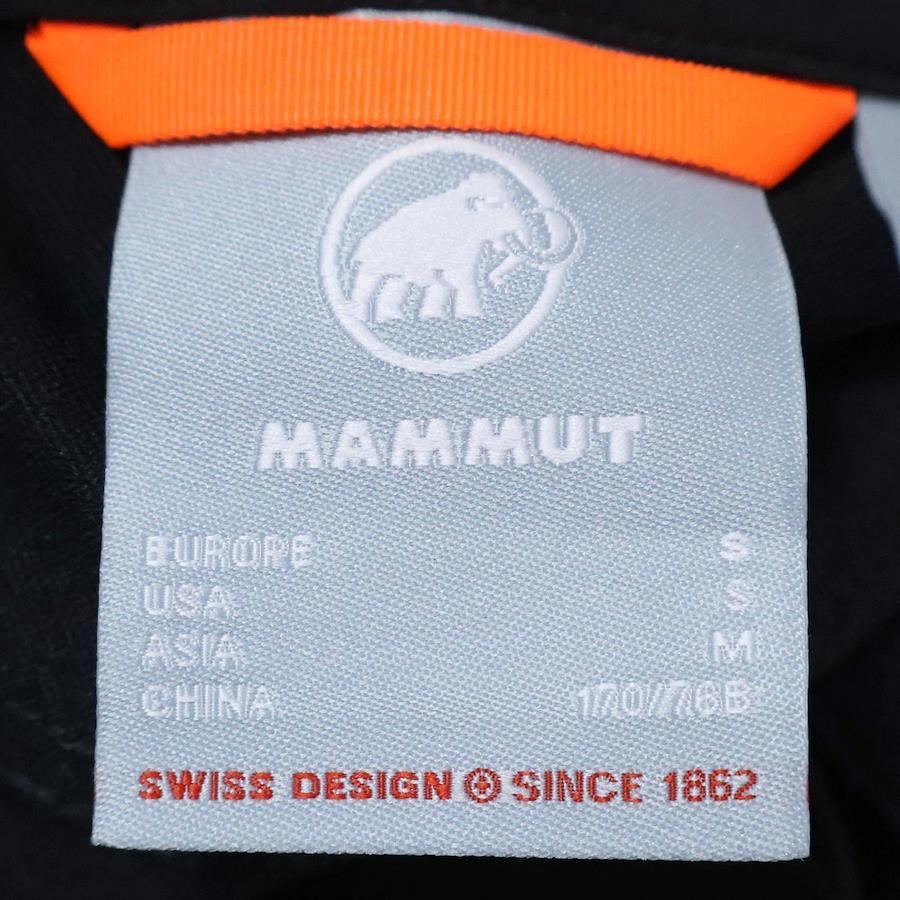 MAMMUT
EUROPE S
USA S
ASIA M
CHINA 170/76B
SWISS DESIGN SINCE 1862